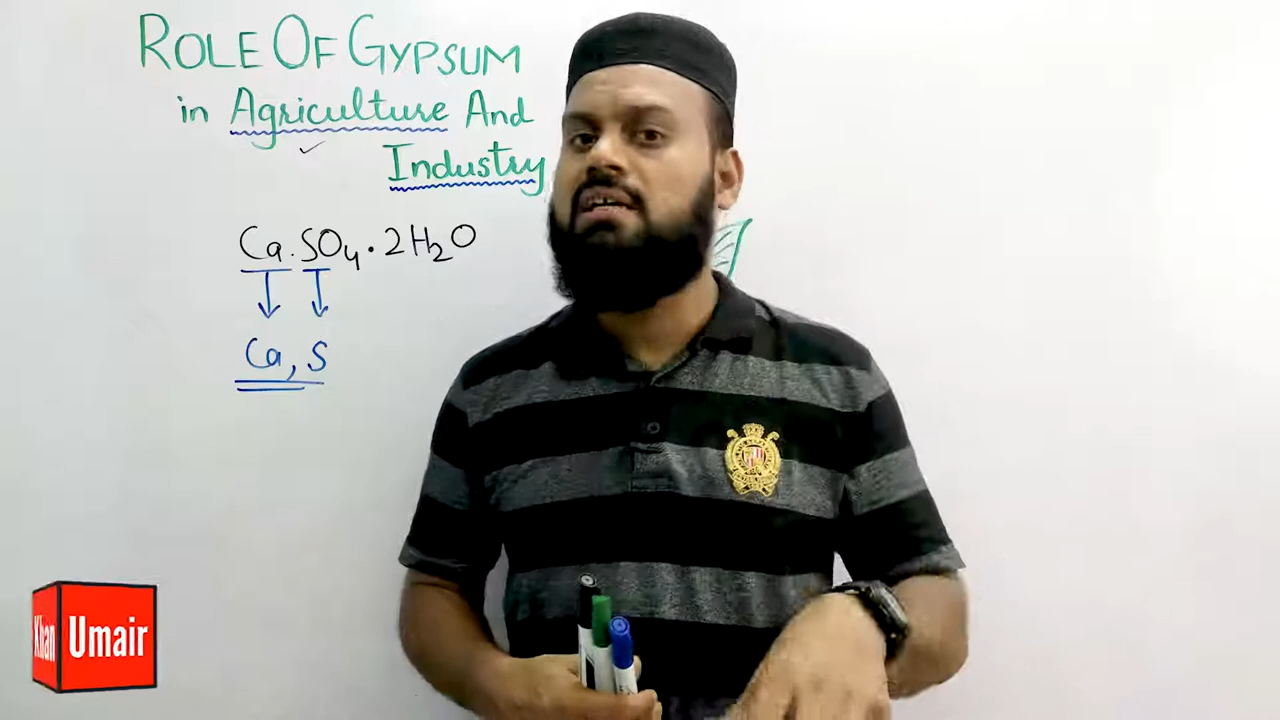 ROLE OF GYPSUM
in Agriculture And
Industry
Ca.SO₄.2H₂O
Ca, S
Khan Umair